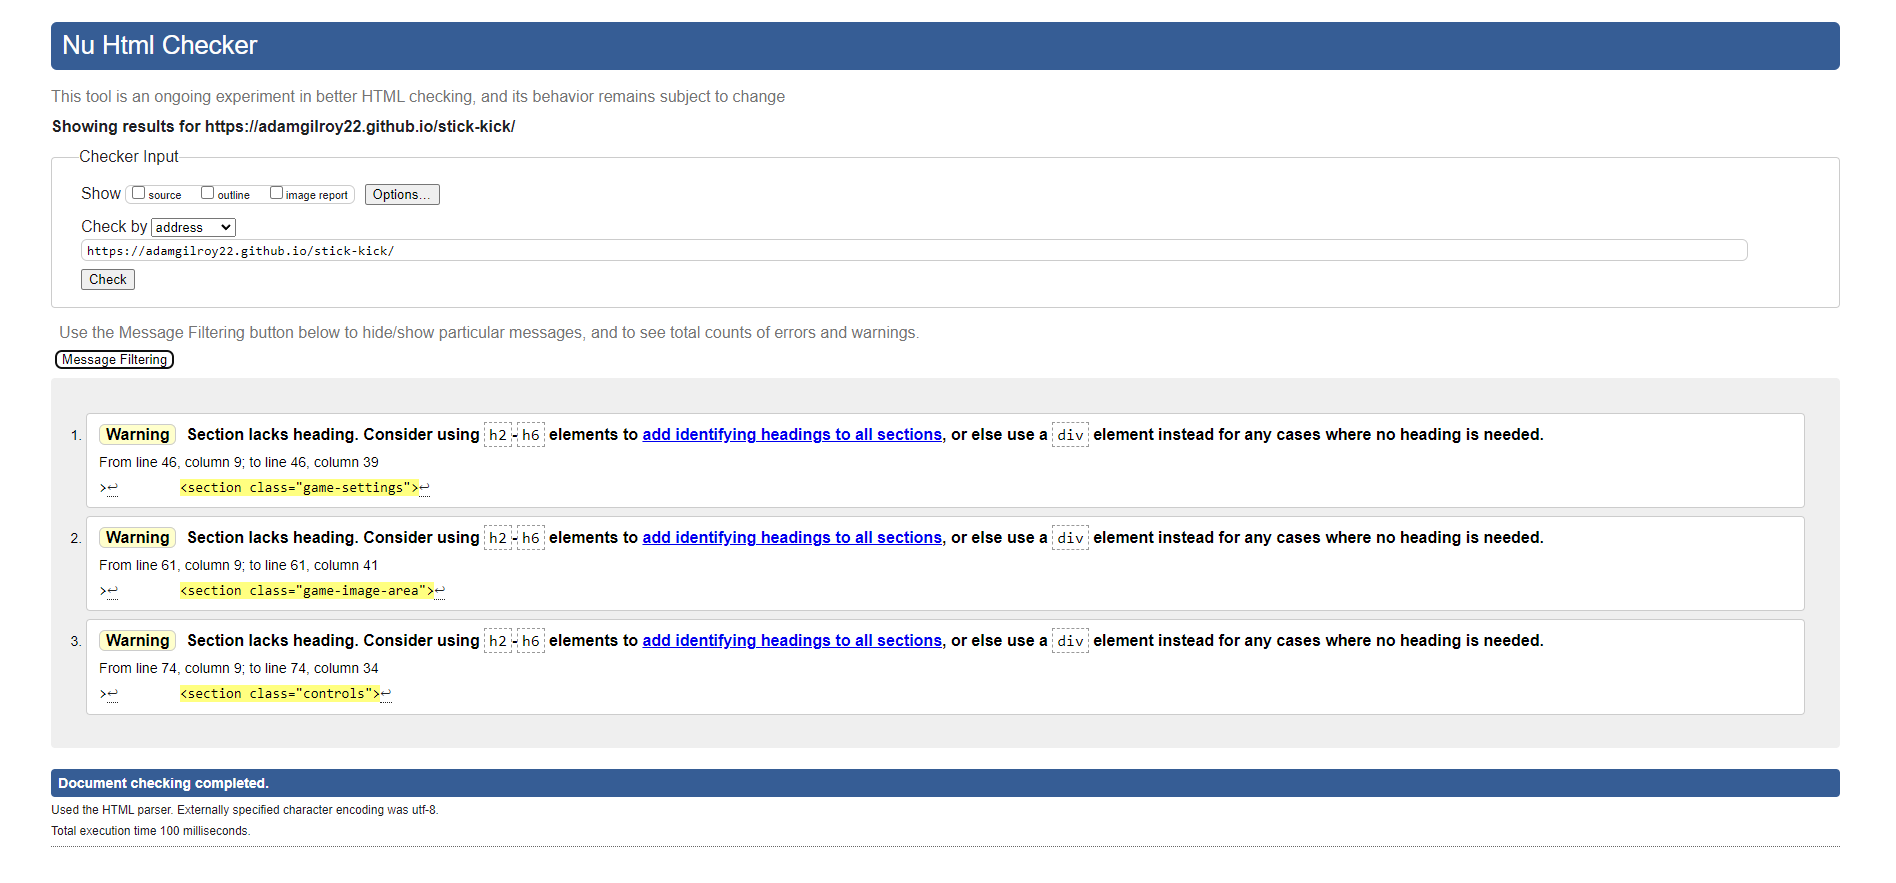 Nu Html Checker
This tool is an ongoing experiment in better HTML checking, and its behavior remains subject to change
Showing results for https://adamgilroy22.github.io/stick-kick/
Checker Input
Show source outline image report Options...
Check by address
https://adamgilroy22.github.io/stick-kick/
Check
Use the Message Filtering button below to hide/show particular messages, and to see total counts of errors and warnings.
Message Filtering
1. Warning Section lacks heading. Consider using h2-h6 elements to add identifying headings to all sections, or else use a div element instead for any cases where no heading is needed.
From line 46, column 9; to line 46, column 39
>↩ <section class="game-settings">↩
2. Warning Section lacks heading. Consider using h2-h6 elements to add identifying headings to all sections, or else use a div element instead for any cases where no heading is needed.
From line 61, column 9; to line 61, column 41
>↩ <section class="game-image-area">↩
3. Warning Section lacks heading. Consider using h2-h6 elements to add identifying headings to all sections, or else use a div element instead for any cases where no heading is needed.
From line 74, column 9; to line 74, column 34
>↩ <section class="controls">↩
Document checking completed.
Used the HTML parser. Externally specified character encoding was utf-8.
Total execution time 100 milliseconds.